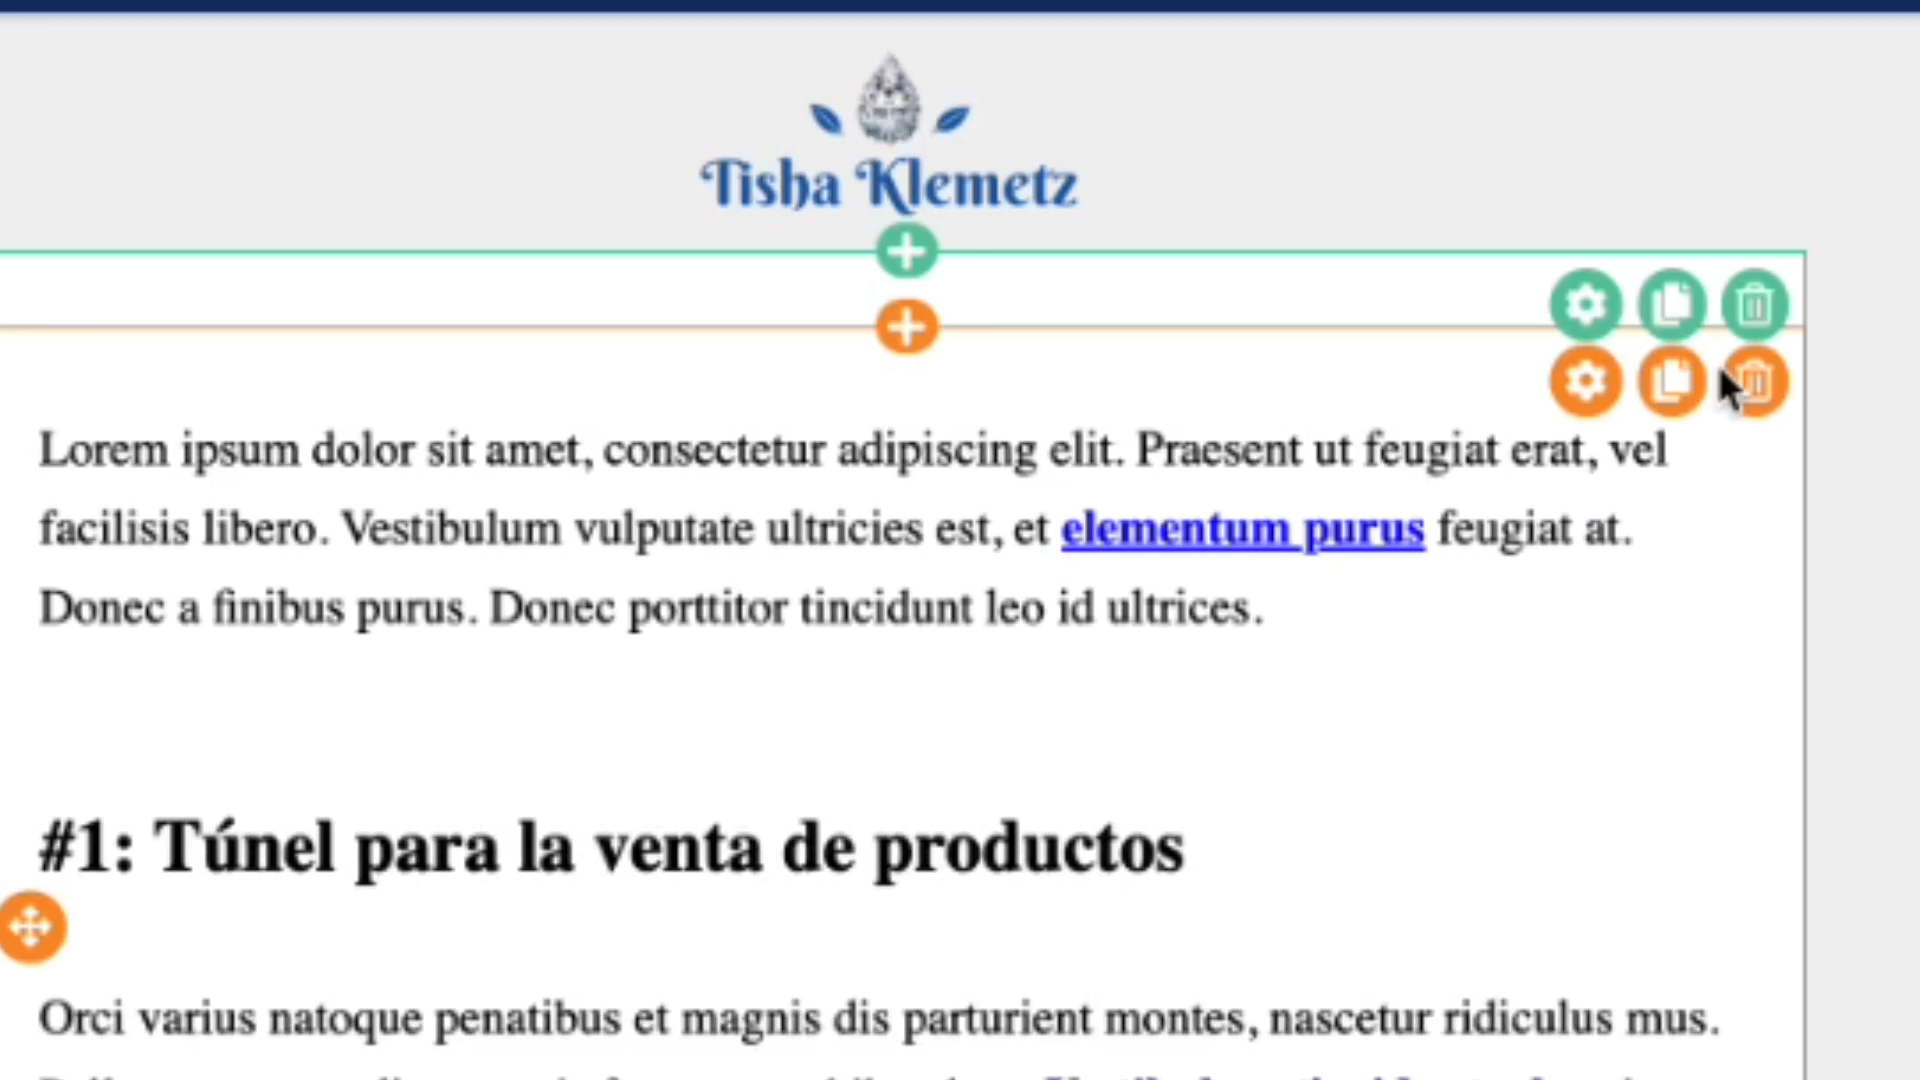 Tisha Klemetz
Lorem ipsum dolor sit amet, consectetur adipiscing elit. Praesent ut feugiat erat, vel
facilisis libero. Vestibulum vulputate ultricies est, et elementum purus feugiat at.
Donec a finibus purus. Donec porttitor tincidunt leo id ultrices.
#1: Túnel para la venta de productos
Orci varius natoque penatibus et magnis dis parturient montes, nascetur ridiculus mus.